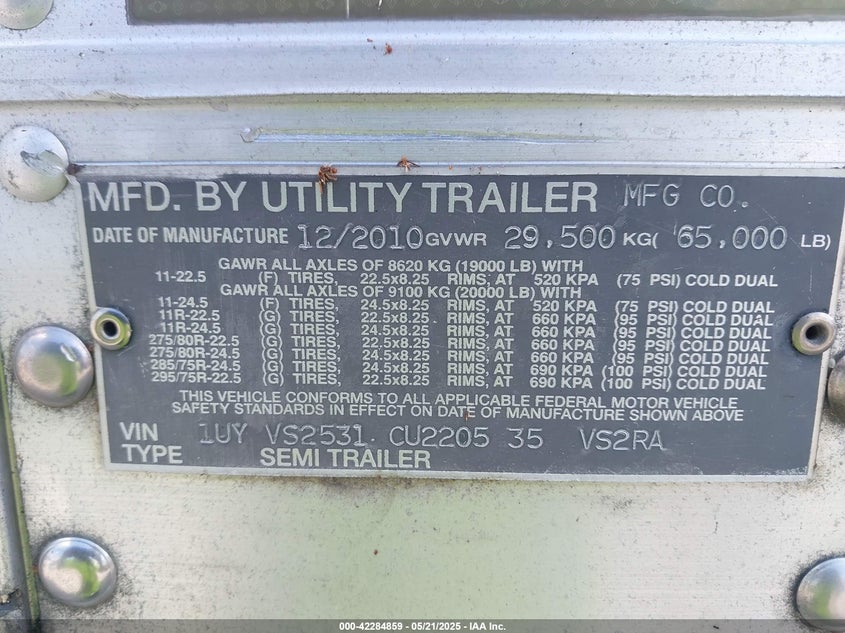 MFD. BY UTILITY TRAILER MFG CO.
DATE OF MANUFACTURE 12/2010 GVWR 29,500 KG( 65,000 LB)
GAWR ALL AXLES OF 8620 KG (19000 LB) WITH
11-22.5 (F) TIRES, 22.5x8.25 RIMS, AT 520 KPA (75 PSI) COLD DUAL
GAWR ALL AXLES OF 9100 KG (20000 LB) WITH
11-24.5 (F) TIRES, 24.5x8.25 RIMS, AT 520 KPA (75 PSI) COLD DUAL
11R-22.5 (G) TIRES, 22.5x8.25 RIMS, AT 660 KPA (95 PSI) COLD DUAL
11R-24.5 (G) TIRES, 24.5x8.25 RIMS, AT 660 KPA (95 PSI) COLD DUAL
275/80R-22.5 (G) TIRES, 22.5x8.25 RIMS, AT 660 KPA (95 PSI) COLD DUAL
275/80R-24.5 (G) TIRES, 24.5x8.25 RIMS, AT 660 KPA (95 PSI) COLD DUAL
285/75R-24.5 (G) TIRES, 24.5x8.25 RIMS, AT 690 KPA (100 PSI) COLD DUAL
295/75R-22.5 (G) TIRES, 22.5x8.25 RIMS, AT 690 KPA (100 PSI) COLD DUAL
THIS VEHICLE CONFORMS TO ALL APPLICABLE FEDERAL MOTOR VEHICLE
SAFETY STANDARDS IN EFFECT ON DATE OF MANUFACTURE SHOWN ABOVE
VIN 1UY VS2531 CU2205 35 VS2RA
TYPE SEMI TRAILER
000-42284859 — 05/21/2025 — IAA Inc.